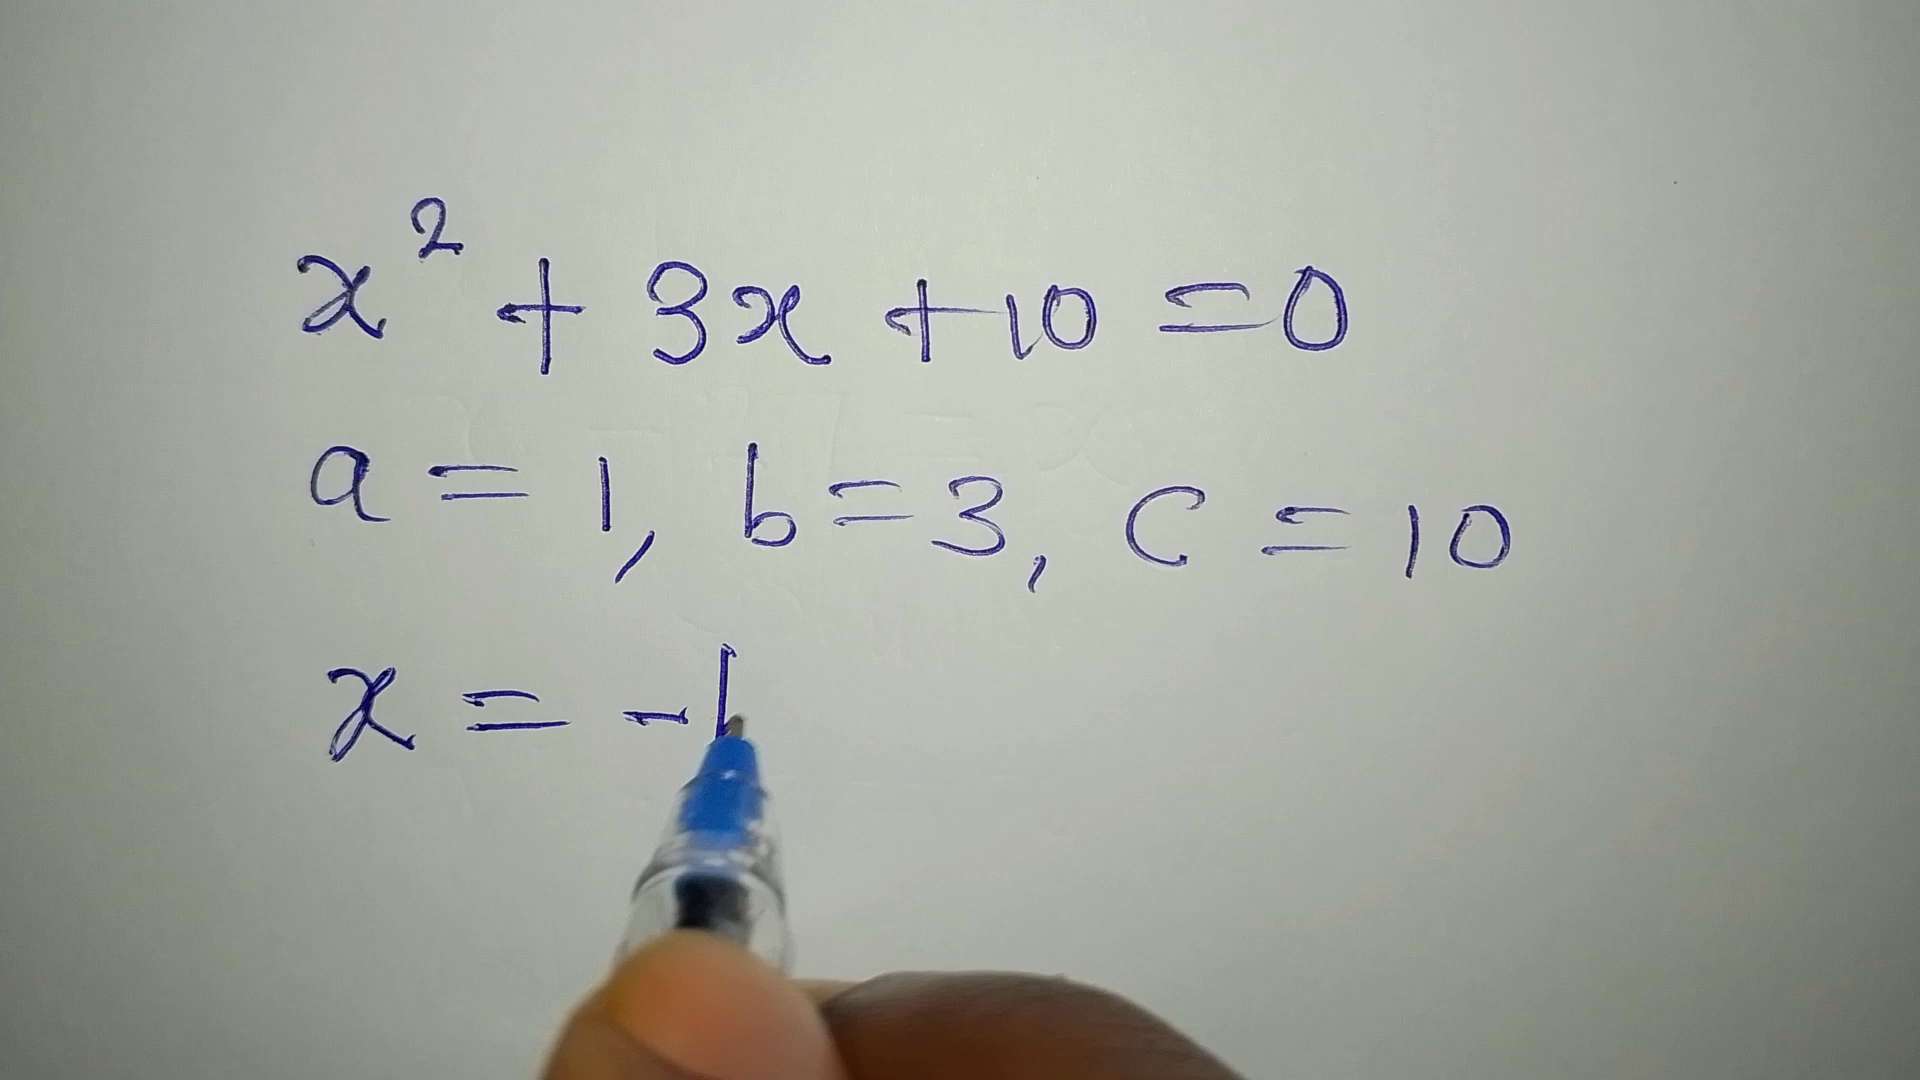 x² + 3x + 10 = 0
a = 1, b = 3, c = 10
x = -